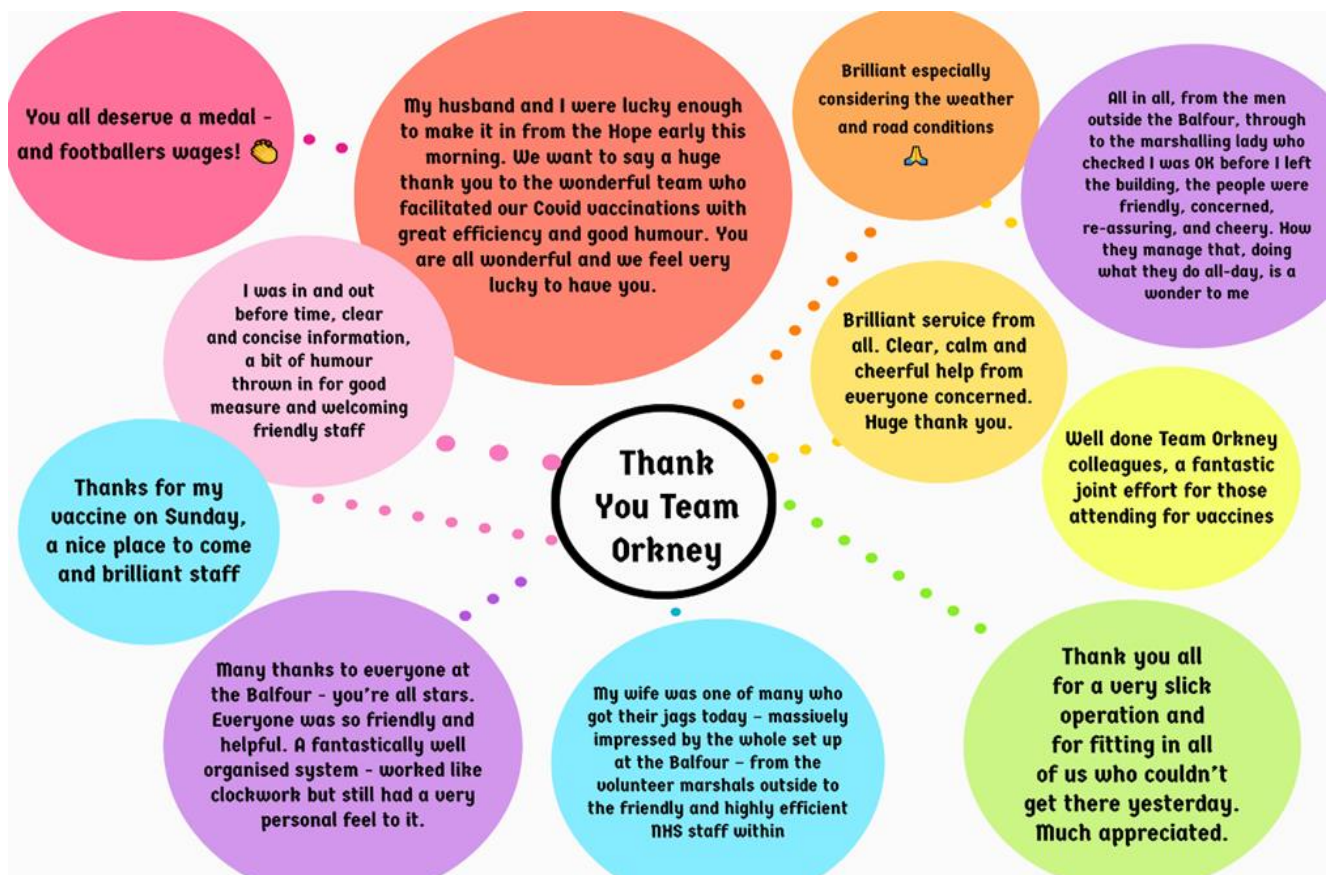 You all deserve a medal -
and footballers wages! 👏
My husband and I were lucky enough
to make it in from the Hope early this
morning. We want to say a huge
thank you to the wonderful team who
facilitated our Covid vaccinations with
great efficiency and good humour. You
are all wonderful and we feel very
lucky to have you.
Brilliant especially
considering the weather
and road conditions
🙏
All in all, from the men
outside the Balfour, through
to the marshalling lady who
checked I was OK before I left
the building, the people were
friendly, concerned,
re-assuring, and cheery. How
they manage that, doing
what they do all-day, is a
wonder to me
I was in and out
before time, clear
and concise information,
a bit of humour
thrown in for good
measure and welcoming
friendly staff
Brilliant service from
all. Clear, calm and
cheerful help from
everyone concerned.
Huge thank you.
Thank
You Team
Orkney
Well done Team Orkney
colleagues, a fantastic
joint effort for those
attending for vaccines
Thanks for my
vaccine on Sunday,
a nice place to come
and brilliant staff
Many thanks to everyone at
the Balfour - you're all stars.
Everyone was so friendly and
helpful. A fantastically well
organised system - worked like
clockwork but still had a very
personal feel to it.
My wife was one of many who
got their jags today – massively
impressed by the whole set up
at the Balfour – from the
volunteer marshals outside to
the friendly and highly efficient
NHS staff within
Thank you all
for a very slick
operation and
for fitting in all
of us who couldn't
get there yesterday.
Much appreciated.